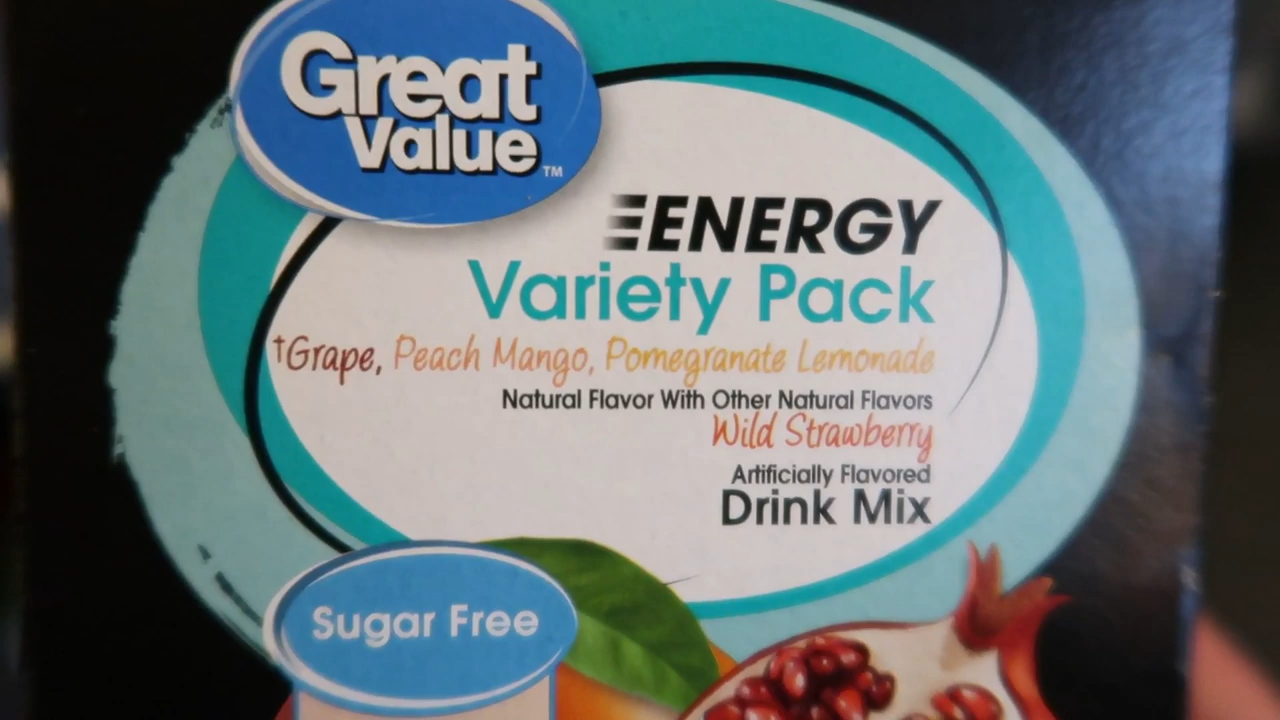 Great
Value™
ENERGY
Variety Pack
†Grape, Peach Mango, Pomegranate Lemonade
Natural Flavor With Other Natural Flavors
Wild Strawberry
Artificially Flavored
Drink Mix
Sugar Free